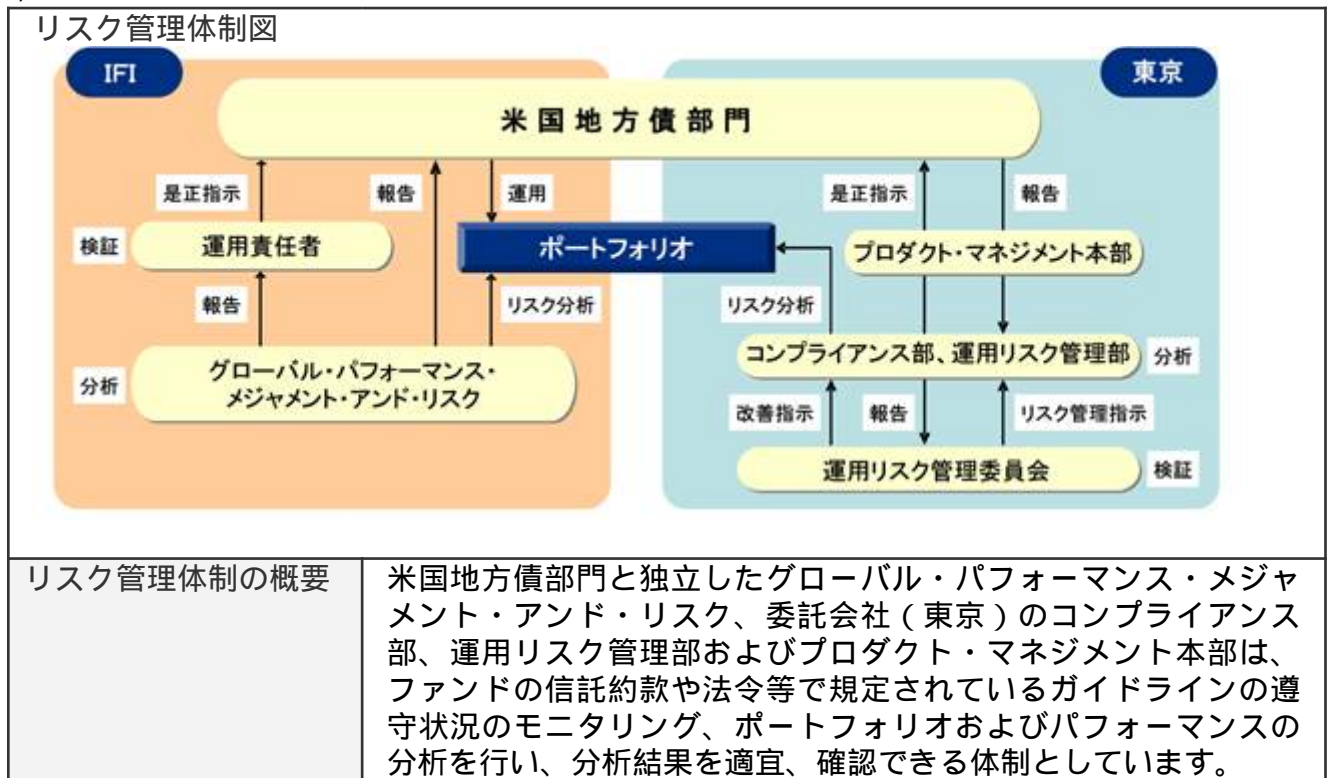 リスク管理体制図
IFI
東京
米国地方債部門
是正指示
報告
運用
是正指示
報告
検証
運用責任者
ポートフォリオ
プロダクト・マネジメント本部
報告
リスク分析
リスク分析
分析
グローバル・パフォーマンス・
メジャメント・アンド・リスク
コンプライアンス部、運用リスク管理部
分析
改善指示
報告
リスク管理指示
運用リスク管理委員会
検証
リスク管理体制の概要
米国地方債部門と独立したグローバル・パフォーマンス・メジャ
メント・アンド・リスク、委託会社（東京）のコンプライアンス
部、運用リスク管理部およびプロダクト・マネジメント本部は、
ファンドの信託約款や法令等で規定されているガイドラインの遵
守状況のモニタリング、ポートフォリオおよびパフォーマンスの
分析を行い、分析結果を適宜、確認できる体制としています。